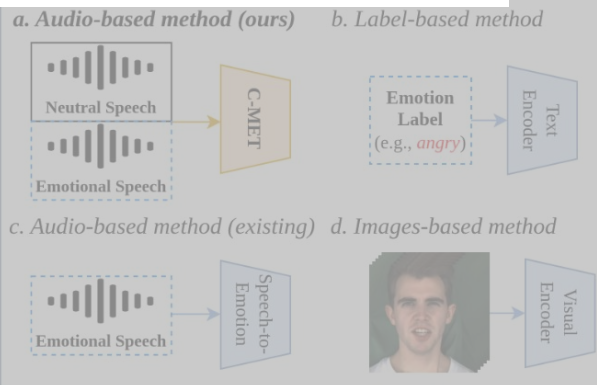 a. Audio-based method (ours)
b. Label-based method
Neutral Speech
Emotional Speech
C-MET
Emotion
Label
(e.g., angry)
Text
Encoder
c. Audio-based method (existing)
d. Images-based method
Emotional Speech
Speech-to-
Emotion
Visual
Encoder